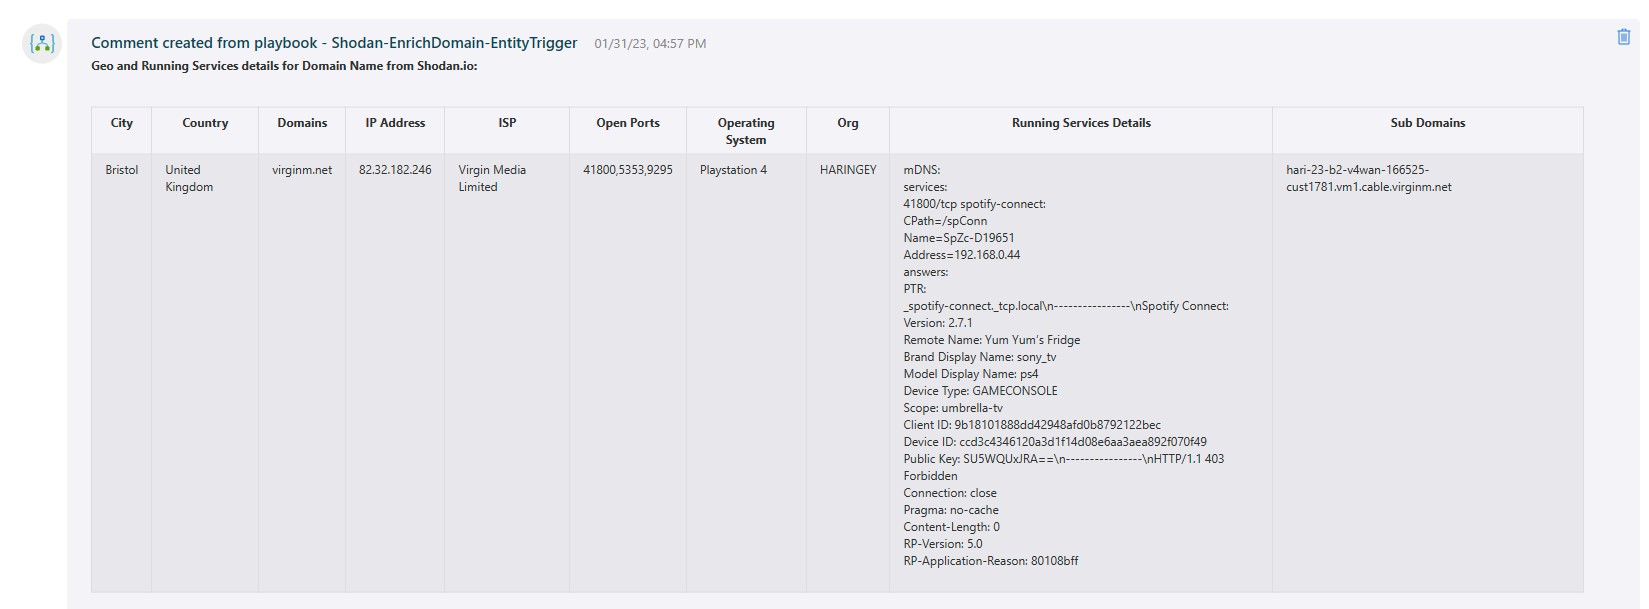 Comment created from playbook - Shodan-EnrichDomain-EntityTrigger 01/31/23, 04:57 PM
Geo and Running Services details for Domain Name from Shodan.io:
City Country Domains IP Address ISP Open Ports Operating System Org Running Services Details Sub Domains
Bristol
United
Kingdom
virginm.net
82.32.182.246
Virgin Media
Limited
41800,5353,9295
Playstation 4
HARINGEY
mDNS:
services:
41800/tcp spotify-connect:
CPath=/spConn
Name=SpZc-D19651
Address=192.168.0.44
answers:
PTR:
_spotify-connect._tcp.local\n----------------\nSpotify Connect:
Version: 2.7.1
Remote Name: Yum Yum's Fridge
Brand Display Name: sony_tv
Model Display Name: ps4
Device Type: GAMECONSOLE
Scope: umbrella-tv
Client ID: 9b18101888dd42948afd0b8792122bec
Device ID: ccd3c4346120a3d1f14d08e6aa3aea892f070f49
Public Key: SU5WQUxJRA==\n----------------\nHTTP/1.1 403
Forbidden
Connection: close
Pragma: no-cache
Content-Length: 0
RP-Version: 5.0
RP-Application-Reason: 80108bff
hari-23-b2-v4wan-166525-
cust1781.vm1.cable.virginm.net